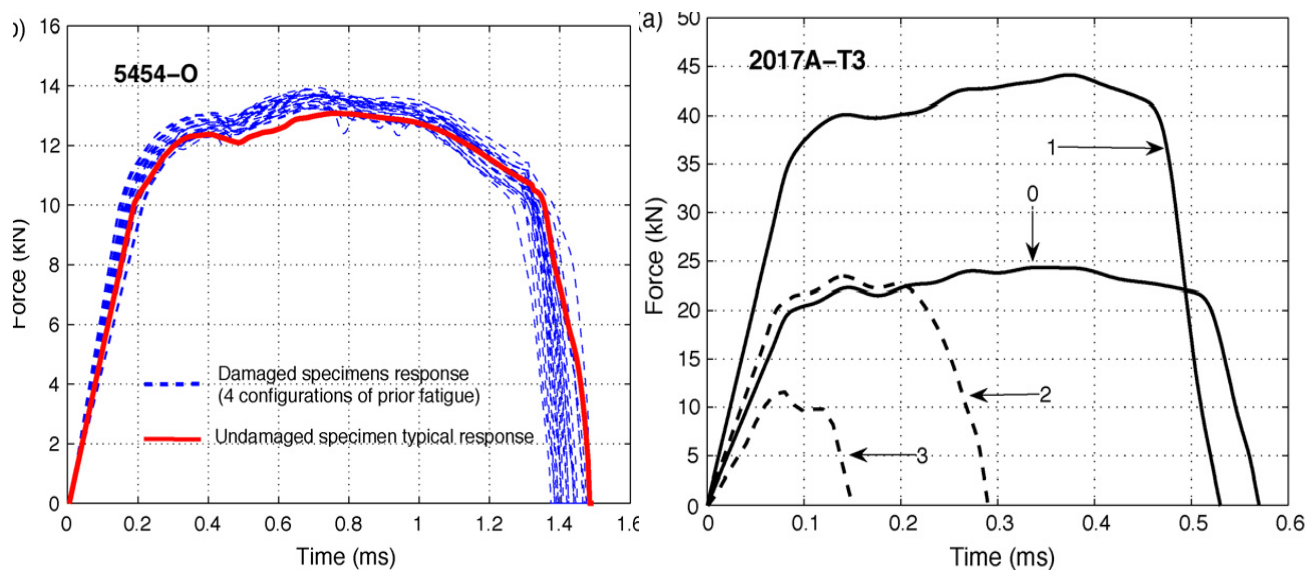 b)
16
14
12
10
8
6
4
2
0
Force (kN)
5454-O
Damaged specimens response
(4 configurations of prior fatigue)
Undamaged specimen typical response
0 0.2 0.4 0.6 0.8 1 1.2 1.4 1.6
Time (ms)
(a)
50
45
40
35
30
25
20
15
10
5
0
Force (kN)
2017A-T3
1
0
2
3
0 0.1 0.2 0.3 0.4 0.5 0.6
Time (ms)